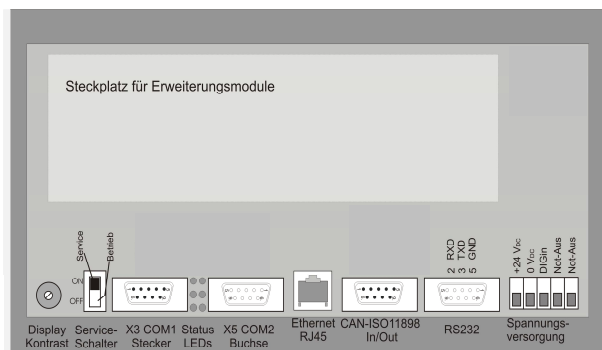 Steckplatz für Erweiterungsmodule
Service
Betrieb
ON
OFF
2 RXD
3 TXD
5 GND
+24 VDC
0 VDC
DIGin
Nct-Aus
Nct-Aus
Display
Kontrast
Service-
Schalter
X3 COM1
Stecker
Status
LEDs
X5 COM2
Buchse
Ethernet
RJ45
CAN-ISO11898
In/Out
RS232
Spannungs-
versorgung